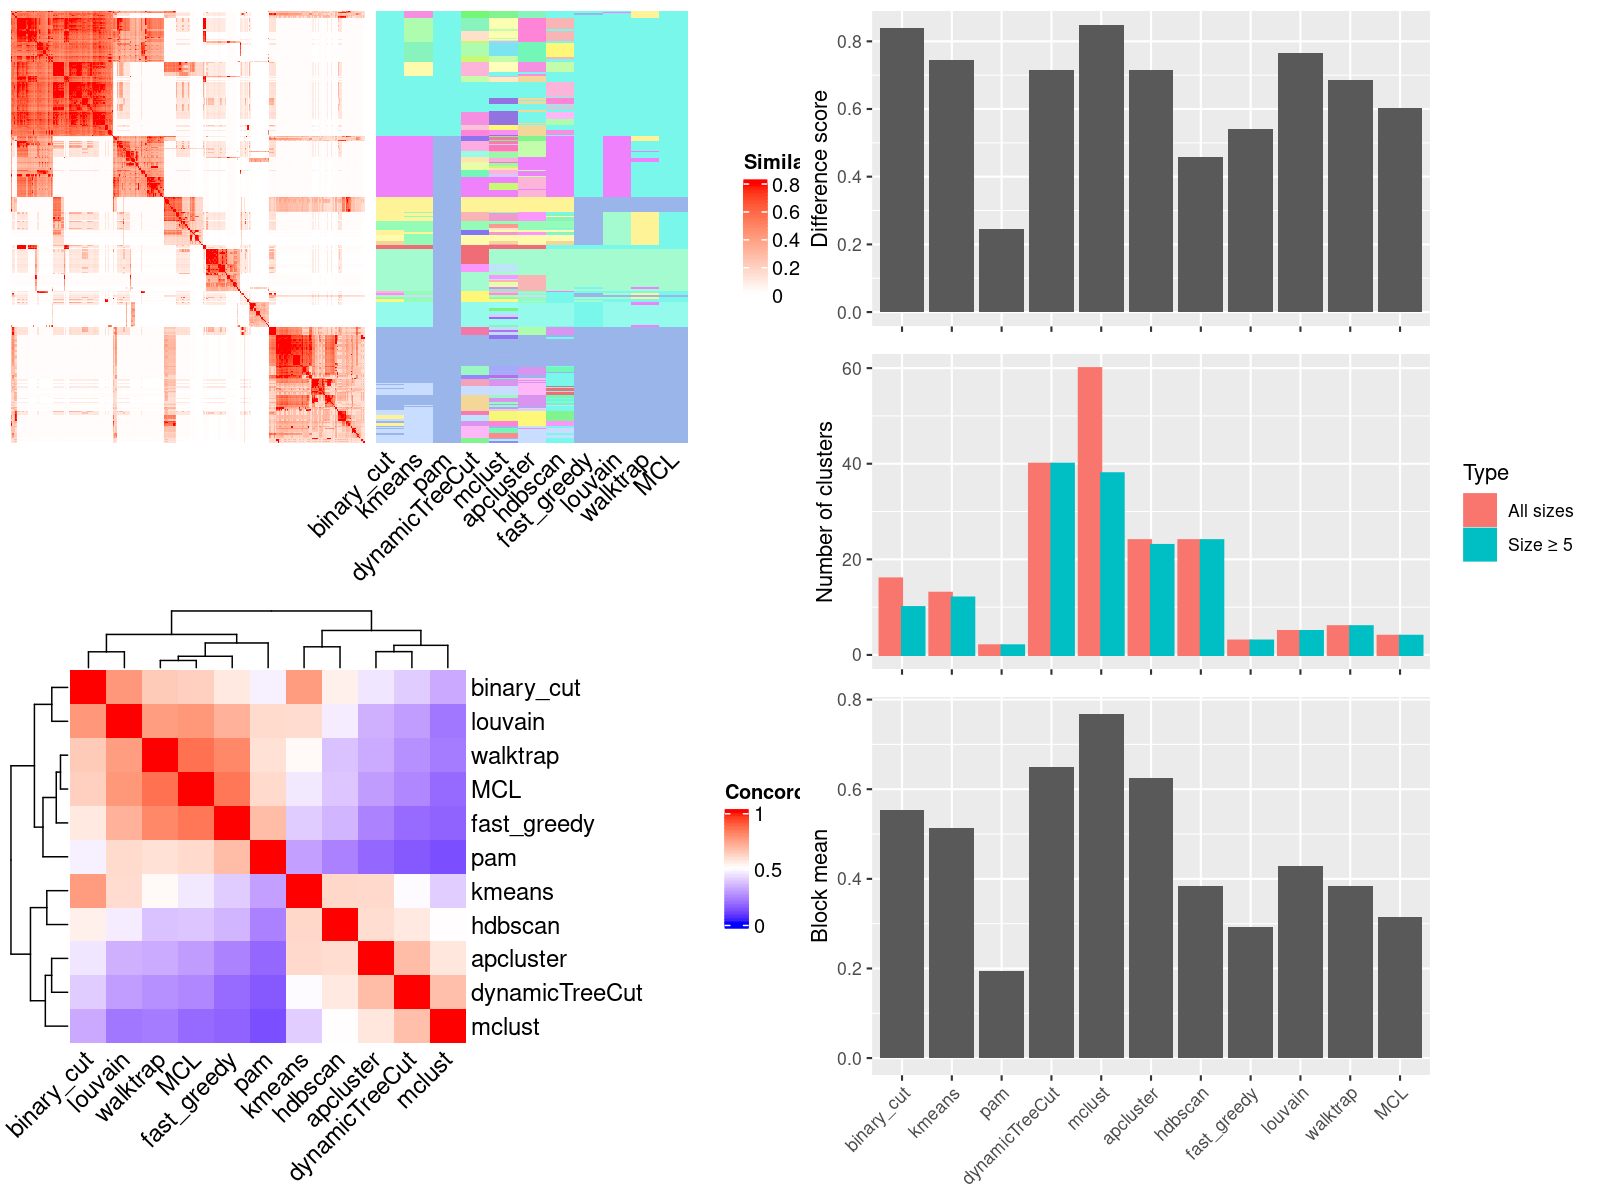 Simila
0.8
0.6
0.4
0.2
0
binary_cut
kmeans
pam
dynamicTreeCut
mclust
apcluster
hdbscan
fast_greedy
louvain
walktrap
MCL
binary_cut
louvain
walktrap
MCL
fast_greedy
pam
kmeans
hdbscan
apcluster
dynamicTreeCut
mclust
binary_cut
louvain
walktrap
MCL
fast_greedy
pam
kmeans
hdbscan
apcluster
dynamicTreeCut
mclust
Concord
1
0.5
0
Difference score
0.8
0.6
0.4
0.2
0.0
Number of clusters
60
40
20
0
Type
All sizes
Size ≥ 5
Block mean
0.8
0.6
0.4
0.2
0.0
binary_cut
kmeans
pam
dynamicTreeCut
mclust
apcluster
hdbscan
fast_greedy
louvain
walktrap
MCL